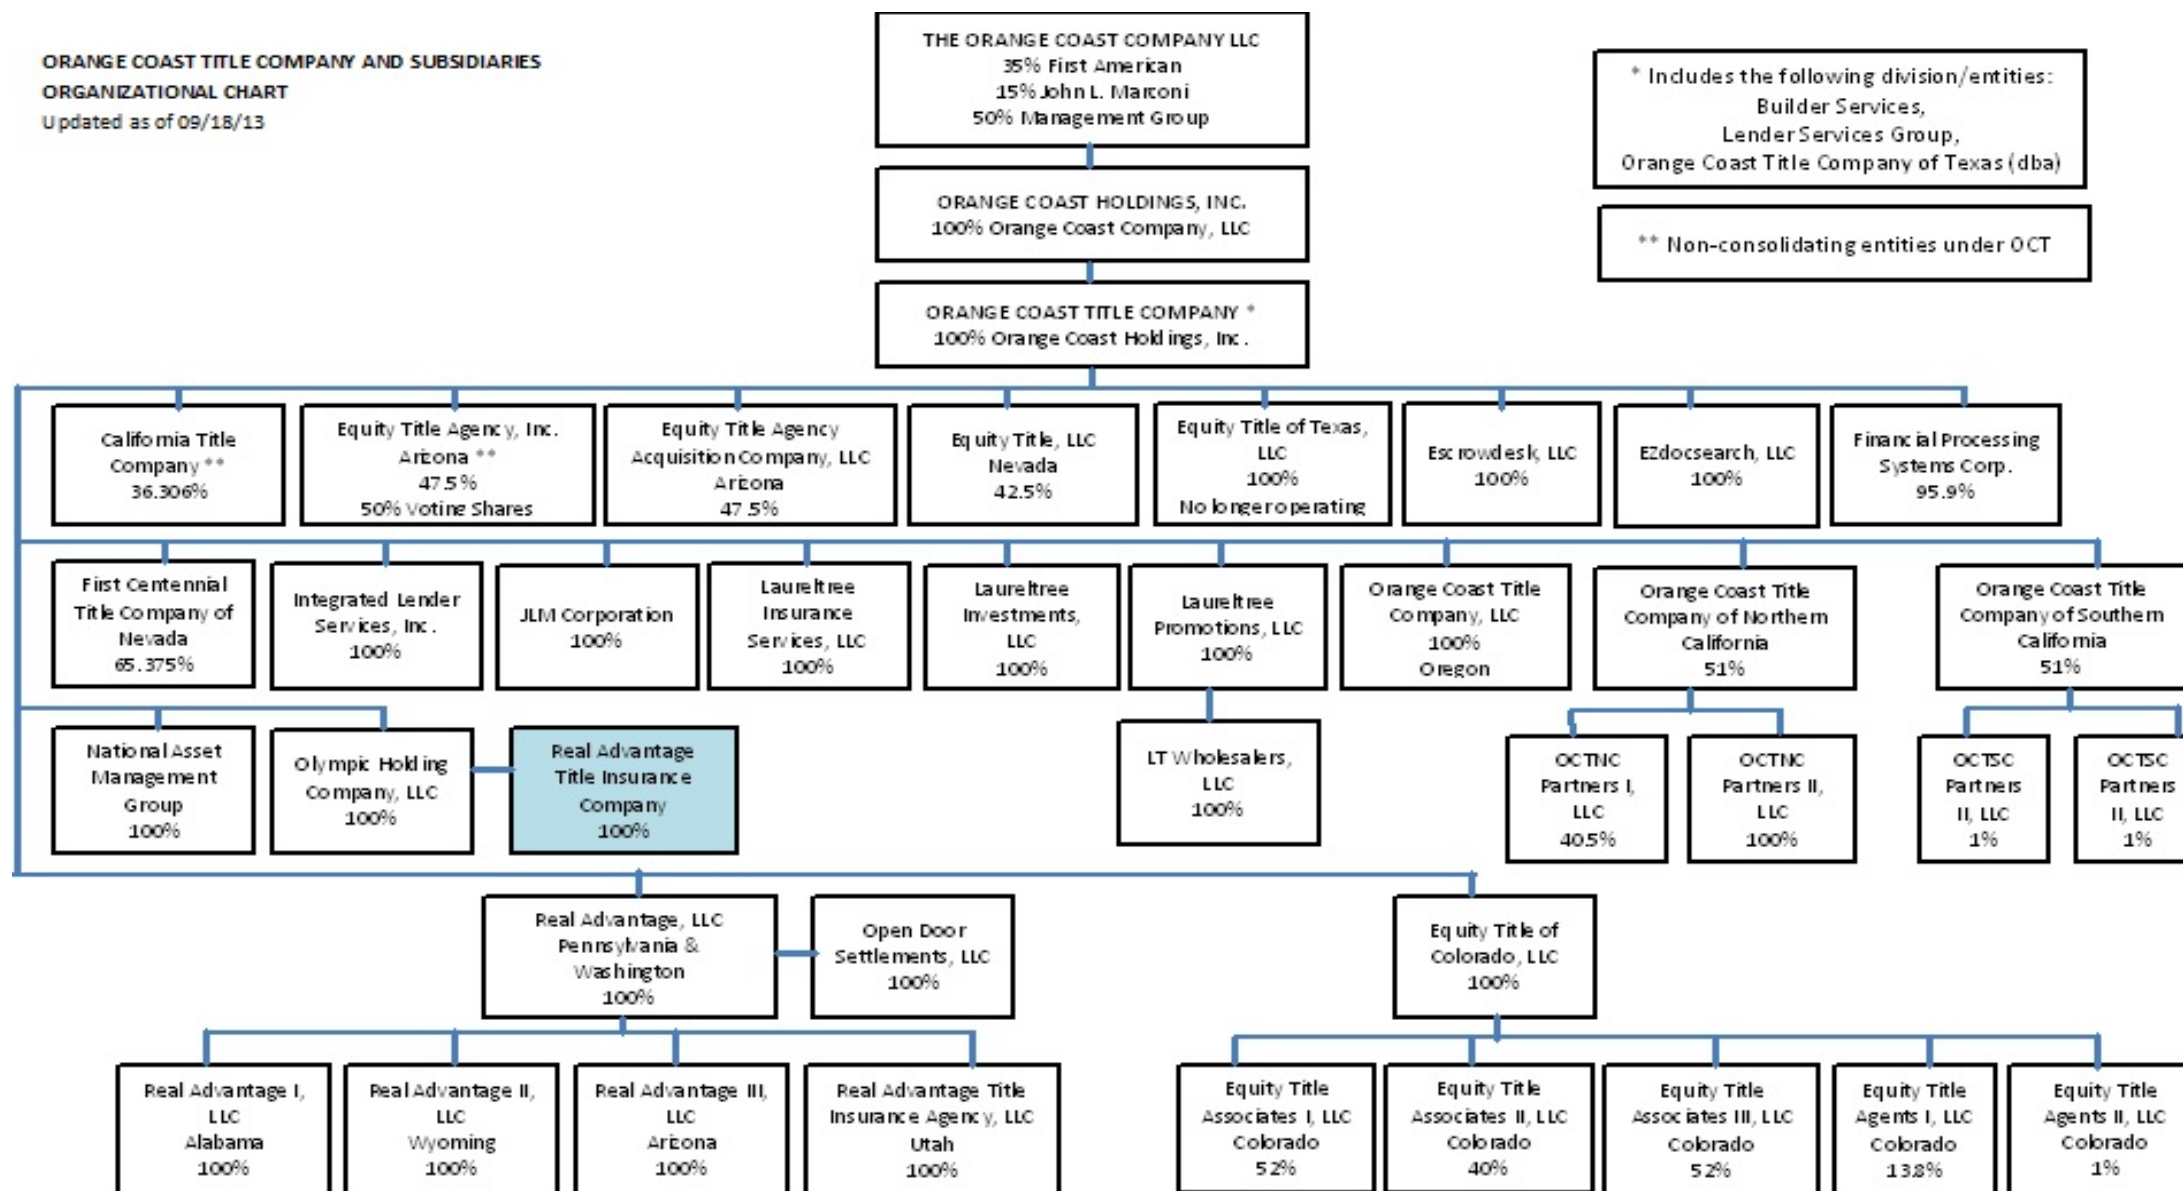 ORANGE COAST TITLE COMPANY AND SUBSIDIARIES
ORGANIZATIONAL CHART
Updated as of 09/18/13
THE ORANGE COAST COMPANY LLC
35% First American
15% John L. Marconi
50% Management Group
* Includes the following division/entities:
Builder Services,
Lender Services Group,
Orange Coast Title Company of Texas (dba)
** Non-consolidating entities under OCT
ORANGE COAST HOLDINGS, INC.
100% Orange Coast Company, LLC
ORANGE COAST TITLE COMPANY *
100% Orange Coast Holdings, Inc.
California Title
Company **
36.306%
Equity Title Agency, Inc.
Arizona **
47.5%
50% Voting Shares
Equity Title Agency
Acquisition Company, LLC
Arizona
47.5%
Equity Title, LLC
Nevada
42.5%
Equity Title of Texas,
LLC
100%
No longer operating
Escrowdesk, LLC
100%
EZdocsearch, LLC
100%
Financial Processing
Systems Corp.
95.9%
First Centennial
Title Company of
Nevada
65.375%
Integrated Lender
Services, Inc.
100%
JLM Corporation
100%
Laureltree
Insurance
Services, LLC
100%
Laureltree
Investments,
LLC
100%
Laureltree
Promotions, LLC
100%
Orange Coast Title
Company, LLC
100%
Oregon
Orange Coast Title
Company of Northern
California
51%
Orange Coast Title
Company of Southern
California
51%
National Asset
Management
Group
100%
Olympic Holding
Company, LLC
100%
Real Advantage
Title Insurance
Company
100%
LT Wholesalers,
LLC
100%
OCTNC
Partners I,
LLC
40.5%
OCTNC
Partners II,
LLC
100%
OCTSC
Partners
II, LLC
1%
OCTSC
Partners
II, LLC
1%
Real Advantage, LLC
Pennsylvania &
Washington
100%
Open Door
Settlements, LLC
100%
Equity Title of
Colorado, LLC
100%
Real Advantage I,
LLC
Alabama
100%
Real Advantage II,
LLC
Wyoming
100%
Real Advantage III,
LLC
Arizona
100%
Real Advantage Title
Insurance Agency, LLC
Utah
100%
Equity Title
Associates I, LLC
Colorado
52%
Equity Title
Associates II, LLC
Colorado
40%
Equity Title
Associates III, LLC
Colorado
52%
Equity Title
Agents I, LLC
Colorado
13.8%
Equity Title
Agents II, LLC
Colorado
1%